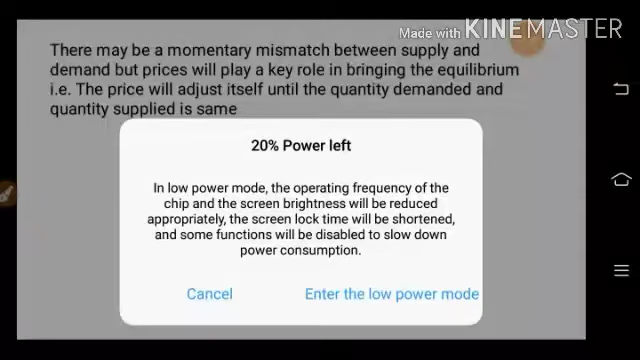 Made with KINEMASTER
There may be a momentary mismatch between supply and
demand but prices will play a key role in bringing the equilibrium
i.e. The price will adjust itself until the quantity demanded and
quantity supplied is same
20% Power left
In low power mode, the operating frequency of the
chip and the screen brightness will be reduced
appropriately, the screen lock time will be shortened,
and some functions will be disabled to slow down
power consumption.
Cancel
Enter the low power mode